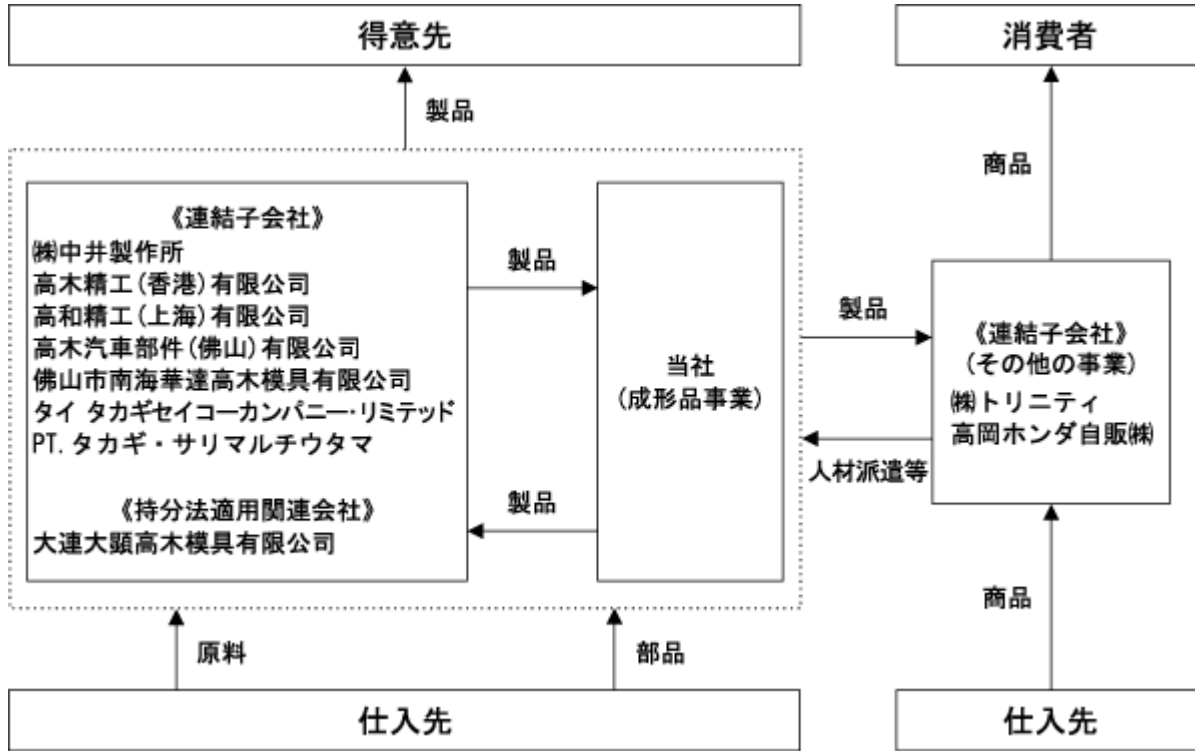 得意先
消費者
製品
商品
《連結子会社》
㈱中井製作所
高木精工(香港)有限公司
高和精工(上海)有限公司
高木汽車部件(佛山)有限公司
佛山市南海華達高木模具有限公司
タイ タカギセイコーカンパニー・リミテッド
PT. タカギ・サリマルチウタマ
《持分法適用関連会社》
大連大顕高木模具有限公司
製品
製品
当社
(成形品事業)
製品
人材派遣等
《連結子会社》
(その他の事業)
㈱トリニティ
高岡ホンダ自販㈱
原料
部品
商品
仕入先
仕入先